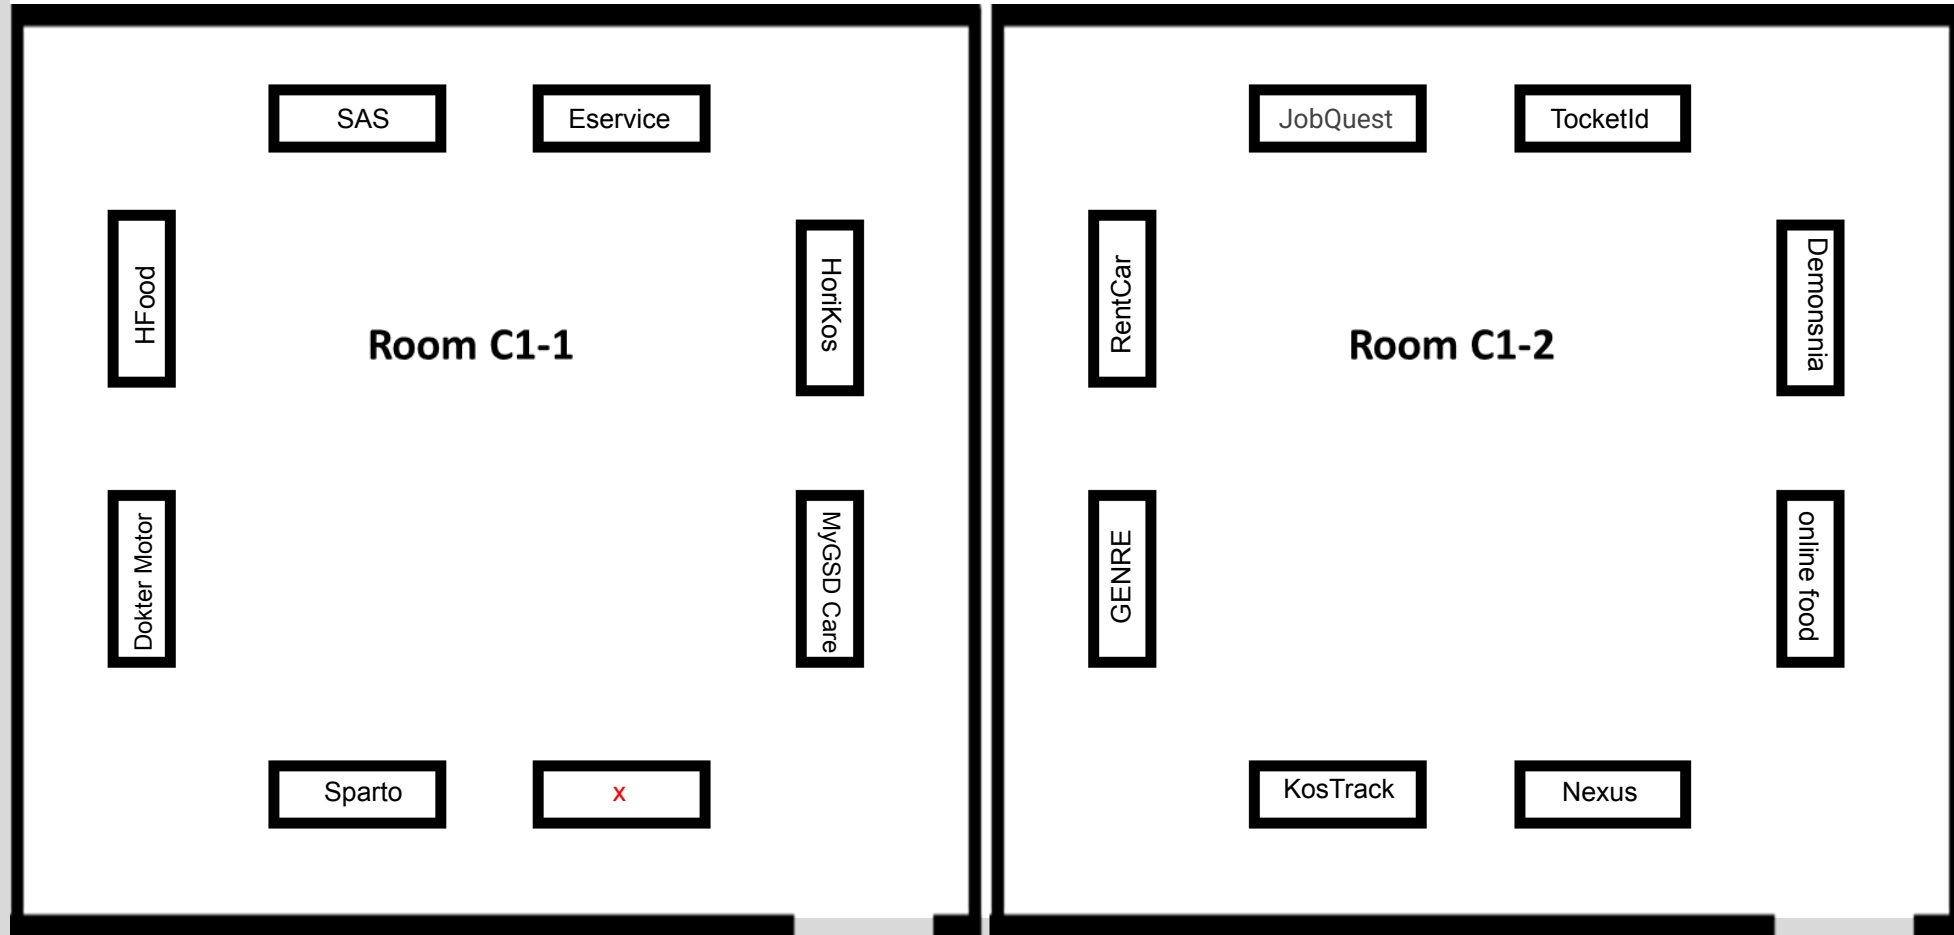 SAS
Eservice
HFood
HoriKos
Room C1-1
Dokter Motor
MyGSD Care
Sparto
x
JobQuest
TocketId
RentCar
Demonsnia
Room C1-2
GENRE
online food
KosTrack
Nexus